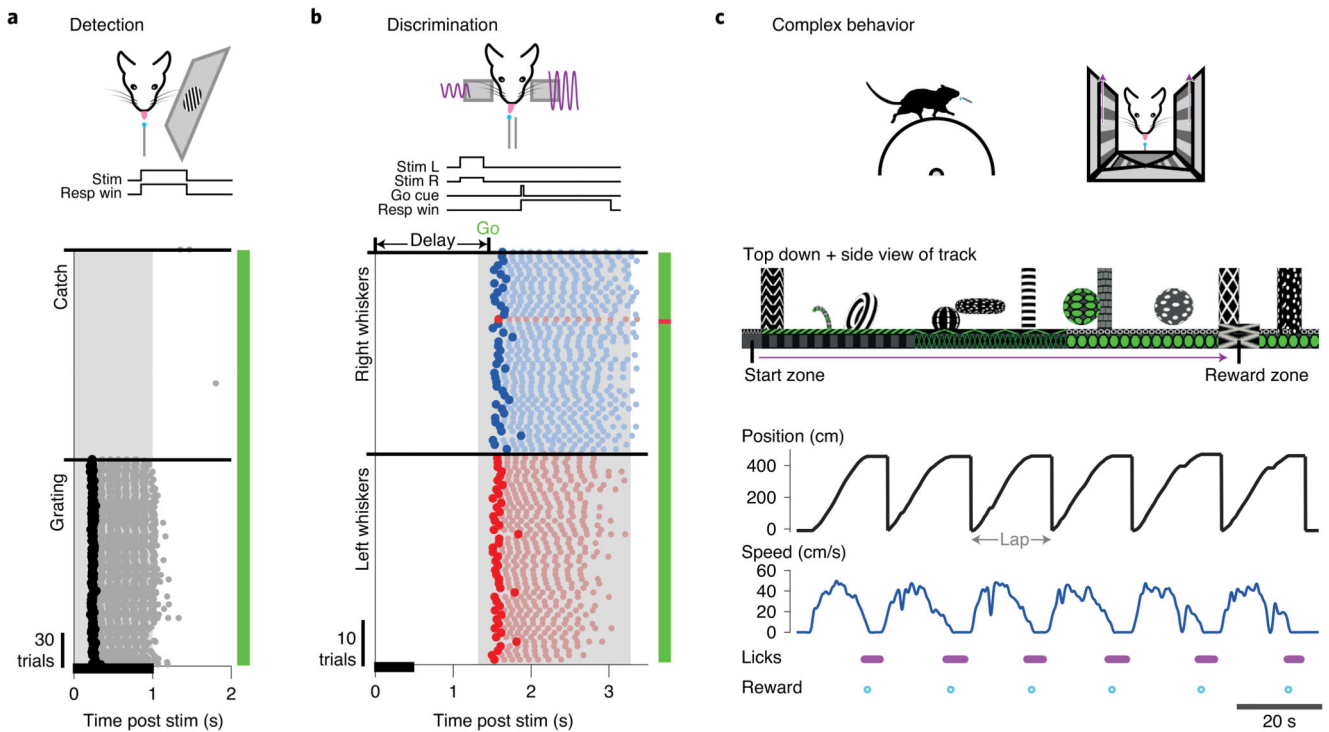 a
Detection
Stim
Resp win
Catch
Grating
30
trials
0
1
2
Time post stim (s)
b
Discrimination
Stim L
Stim R
Go cue
Resp win
Go
Delay
Right whiskers
Left whiskers
10
trials
0
1
2
3
Time post stim (s)
c
Complex behavior
Top down + side view of track
Start zone
Reward zone
Position (cm)
400
200
0
Lap
Speed (cm/s)
60
40
20
0
Licks
Reward
20 s